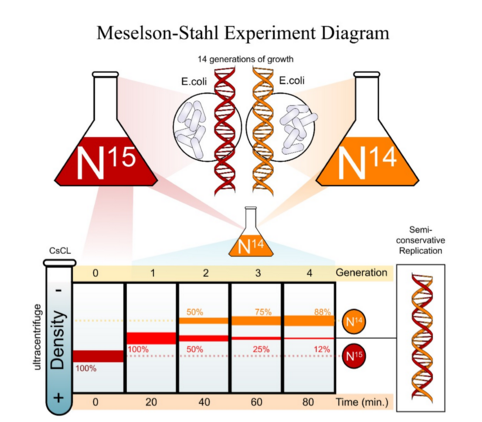 Meselson-Stahl Experiment Diagram
14 generations of growth
E.coli
E.coli
N15
N14
N14
Semi-
conservative
Replication
CsCL
0 1 2 3 4 Generation
ultracentrifuge
- Density +
50% 75% 88%
N14
100% 50% 25% 12%
N15
100%
0 20 40 60 80 Time (min.)